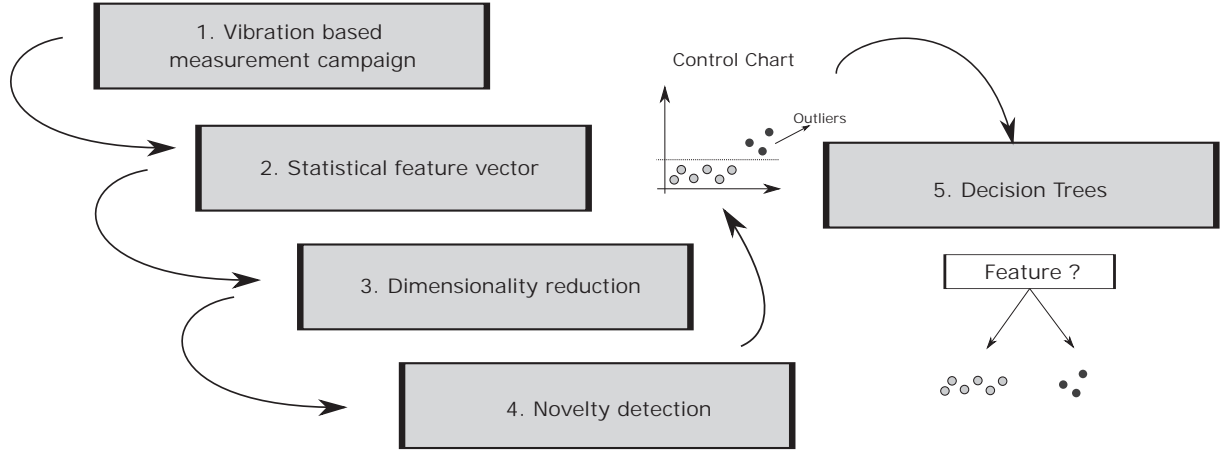 1. Vibration based
measurement campaign
2. Statistical feature vector
3. Dimensionality reduction
4. Novelty detection
Control Chart
Outliers
5. Decision Trees
Feature ?